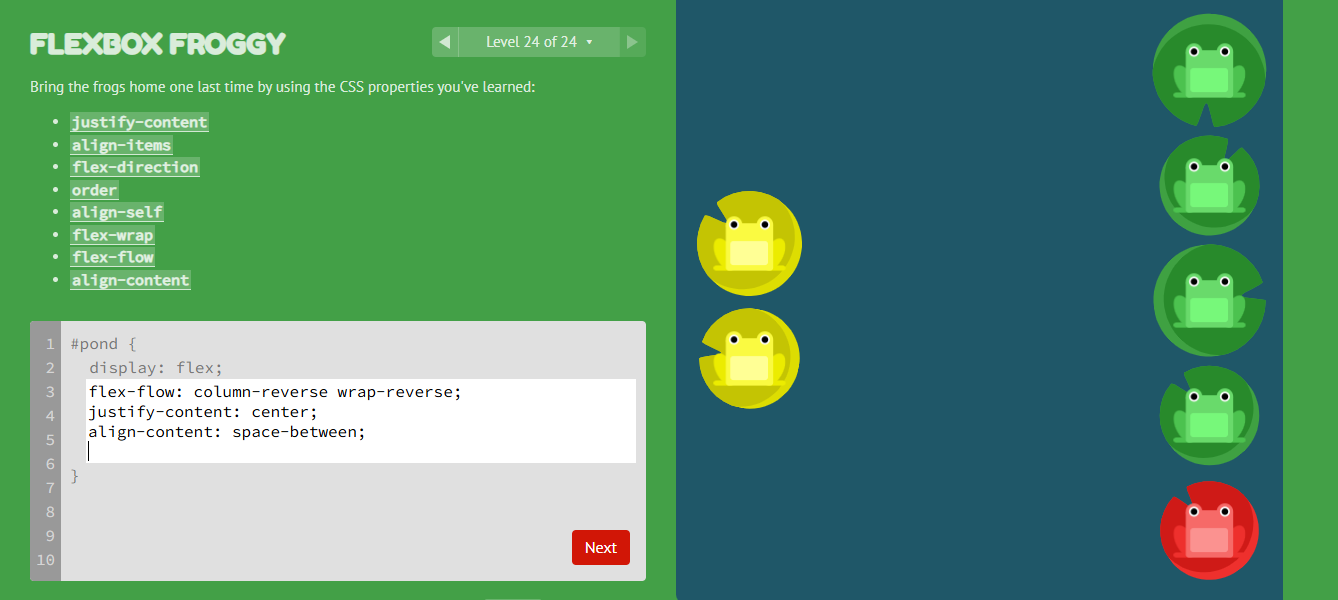 FLEXBOX FROGGY
◀ Level 24 of 24 ▾ ▶
Bring the frogs home one last time by using the CSS properties you've learned:
• justify-content
• align-items
• flex-direction
• order
• align-self
• flex-wrap
• flex-flow
• align-content
1 #pond {
2 display: flex;
3 flex-flow: column-reverse wrap-reverse;
4 justify-content: center;
5 align-content: space-between;
6
7 }
8
9
10
Next